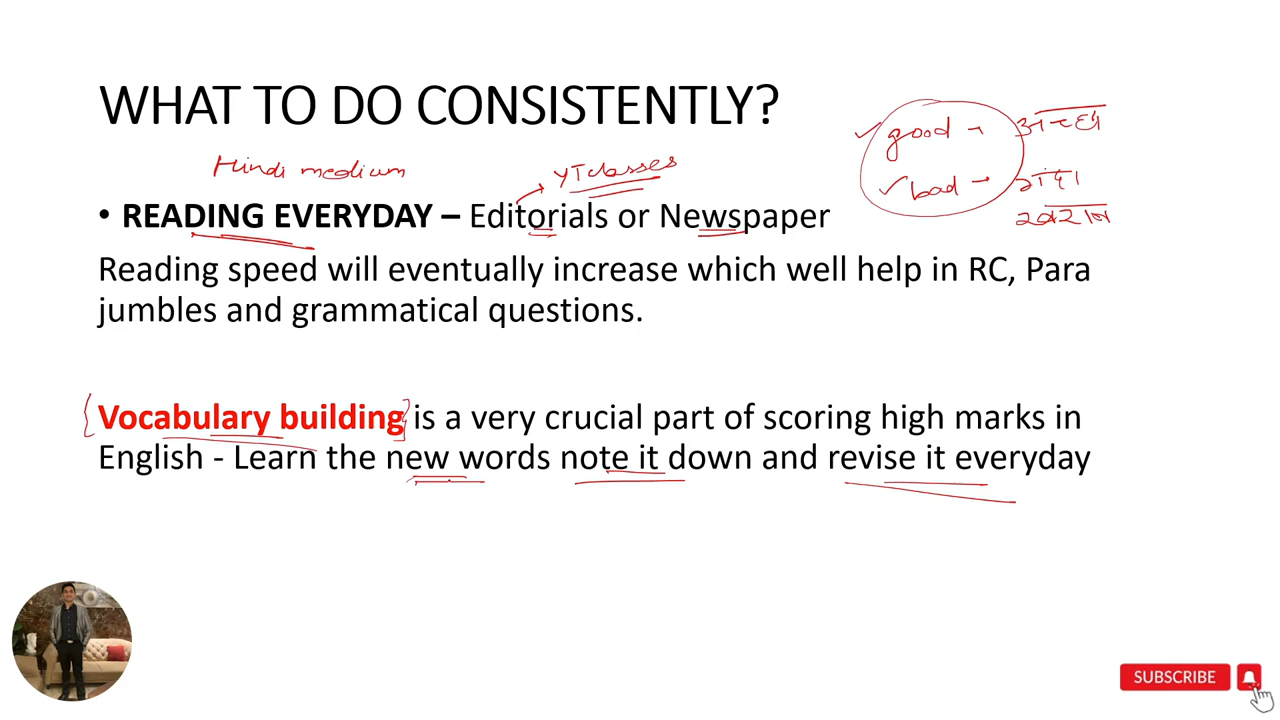 WHAT TO DO CONSISTENTLY?
✓ good -
✓ bad -
Hindi medium
YT classes
• READING EVERYDAY – Editorials or Newspaper
Reading speed will eventually increase which well help in RC, Para
jumbles and grammatical questions.
{Vocabulary building} is a very crucial part of scoring high marks in
English - Learn the new words note it down and revise it everyday
SUBSCRIBE